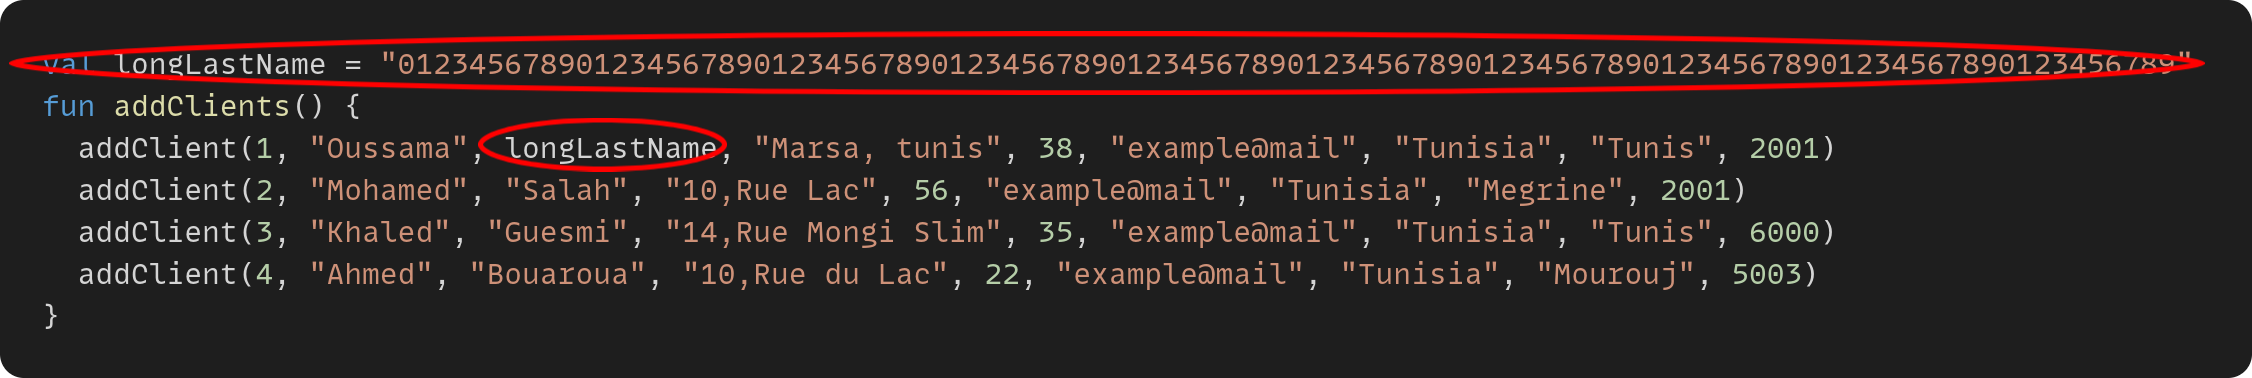 val longLastName = "0123456789012345678901234567890123456789012345678901234567890123456789012345678901234567890123456789"
fun addClients() {
addClient(1, "Oussama", longLastName, "Marsa, tunis", 38, "example@mail", "Tunisia", "Tunis", 2001)
addClient(2, "Mohamed", "Salah", "10,Rue Lac", 56, "example@mail", "Tunisia", "Megrine", 2001)
addClient(3, "Khaled", "Guesmi", "14,Rue Mongi Slim", 35, "example@mail", "Tunisia", "Tunis", 6000)
addClient(4, "Ahmed", "Bouaroua", "10,Rue du Lac", 22, "example@mail", "Tunisia", "Mourouj", 5003)
}